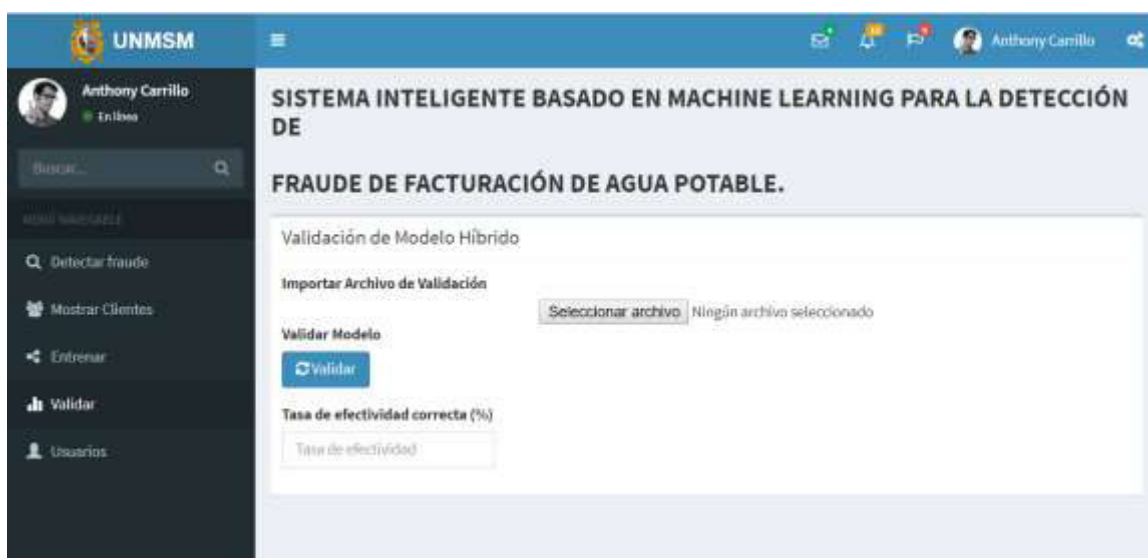 UNMSM
Anthony Carrillo
Anthony Carrillo
En línea
Buscar...
MENÚ NAVEGABLE
Detectar fraude
Mostrar Clientes
Entrenar
Validar
Usuarios
SISTEMA INTELIGENTE BASADO EN MACHINE LEARNING PARA LA DETECCIÓN
DE
FRAUDE DE FACTURACIÓN DE AGUA POTABLE.
Validación de Modelo Híbrido
Importar Archivo de Validación
Seleccionar archivo Ningún archivo seleccionado
Validar Modelo
Validar
Tasa de efectividad correcta (%)
Tasa de efectividad